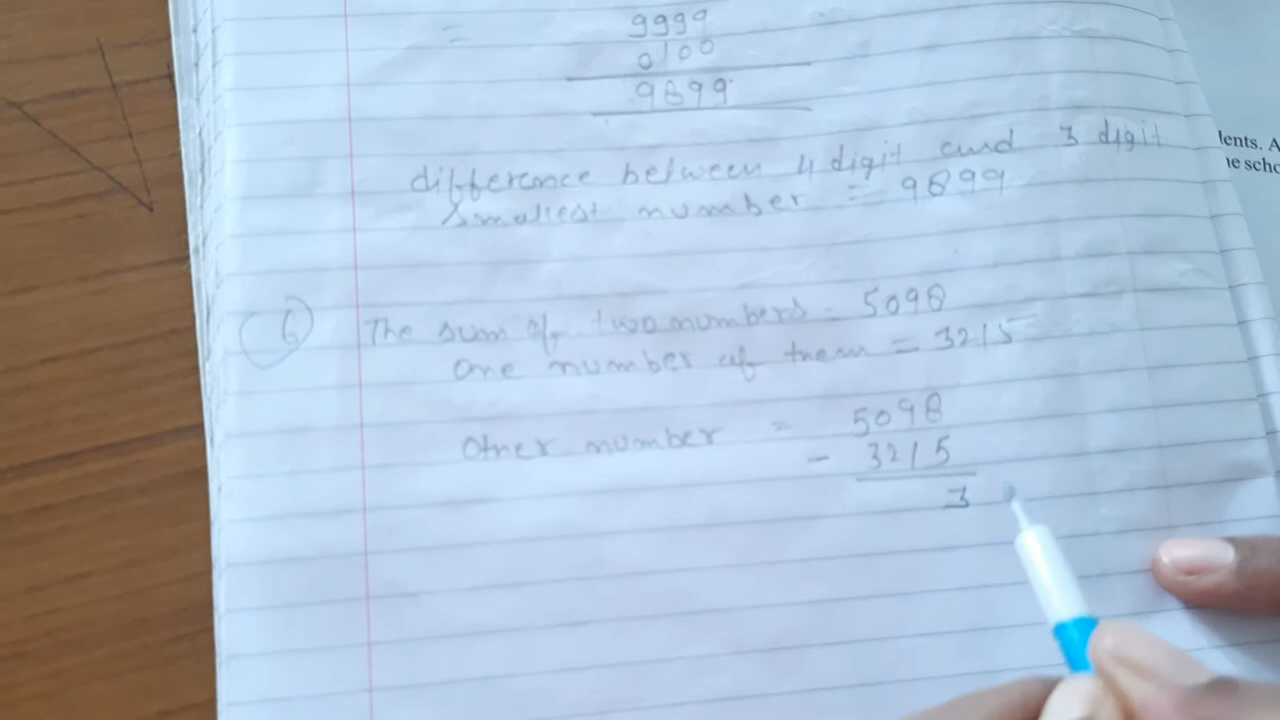 = 9999
0100
9899
difference between 4 digit and 3 digit
smallest number = 9899
6 The sum of two numbers = 5098
One number of them = 3215
Other number = 5098
- 3215
3
lents. A
he scho